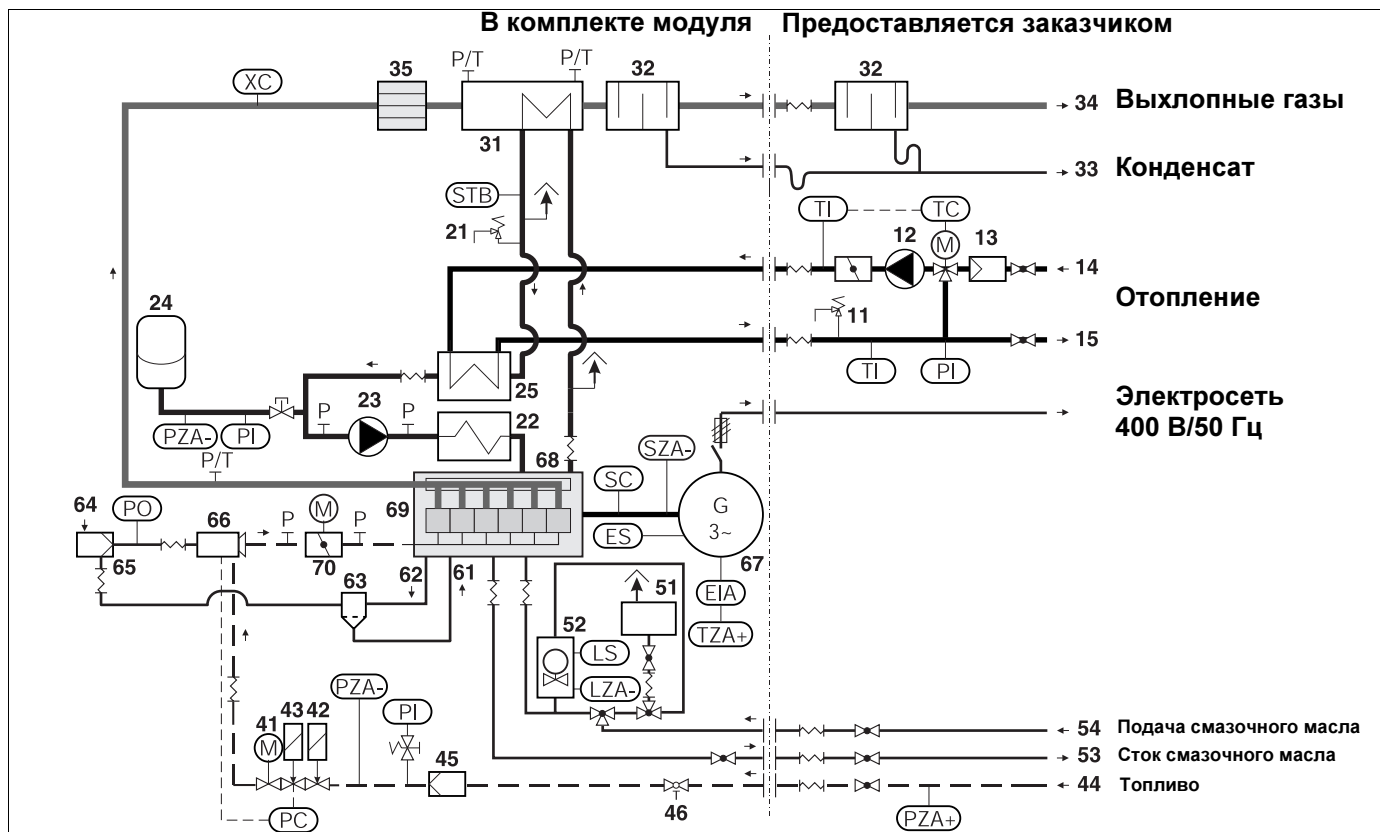 В комплекте модуля
Предоставляется заказчиком
P/T
P/T
35
32
32
XC
34
Выхлопные газы
31
33
Конденсат
STB
TI
TC
21
12
M
13
14
24
11
Отопление
15
25
TI
PI
23
22
Электросеть
400 В/50 Гц
P
P
PZA-
PI
P/T
68
SZA-
SC
64
PO
66
M
69
G
3~
P
P
ES
65
70
62
61
67
63
51
EIA
52
TZA+
LS
PZA-
LZA-
PI
41
43
42
54
Подача смазочного масла
M
45
53
Сток смазочного масла
44
Топливо
46
PC
PZA+